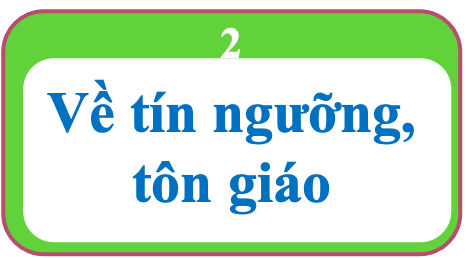 2
Về tín ngưỡng,
tôn giáo